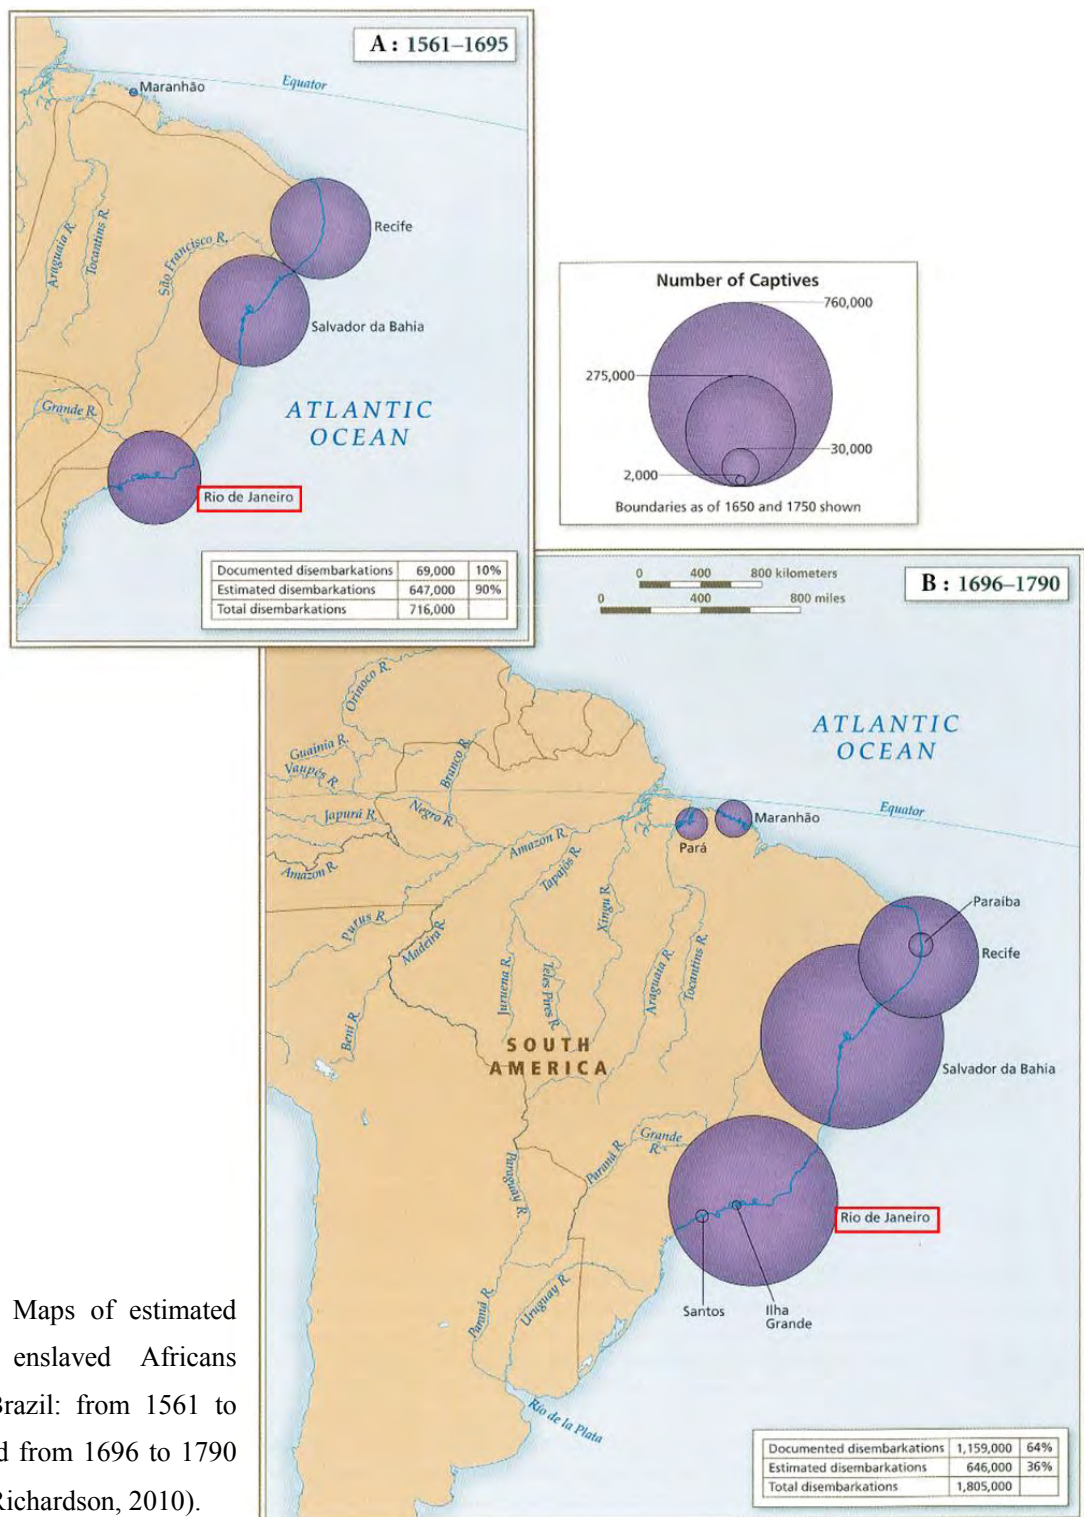 A : 1561–1695
Equator
Maranhão
Recife
Araguaia R.
Tocantins R.
São Francisco R.
Salvador da Bahia
Grande R.
ATLANTIC
OCEAN
Rio de Janeiro
Documented disembarkations 69,000 10%
Estimated disembarkations 647,000 90%
Total disembarkations 716,000
Number of Captives
760,000
275,000
30,000
2,000
Boundaries as of 1650 and 1750 shown
0 400 800 kilometers
0 400 800 miles
B : 1696–1790
Orinoco R.
Guainia R.
Vaupés R.
Branco R.
Negro R.
Japurá R.
Amazon R.
Amazon R.
ATLANTIC
OCEAN
Equator
Maranhão
Pará
Tapajós R.
Xingu R.
Purus R.
Madeira R.
Araguaia R.
Tocantins R.
Juruena R.
Teles Pires R.
Beni R.
Paraíba
Recife
SOUTH
AMERICA
Salvador da Bahia
Grande
R.
Paraná R.
Paraguay R.
Rio de Janeiro
Santos
Ilha
Grande
Paraná R.
Uruguay R.
Río de la Plata
Documented disembarkations 1,159,000 64%
Estimated disembarkations 646,000 36%
Total disembarkations 1,805,000
Maps of estimated
enslaved Africans
Brazil: from 1561 to
d from 1696 to 1790
Richardson, 2010).